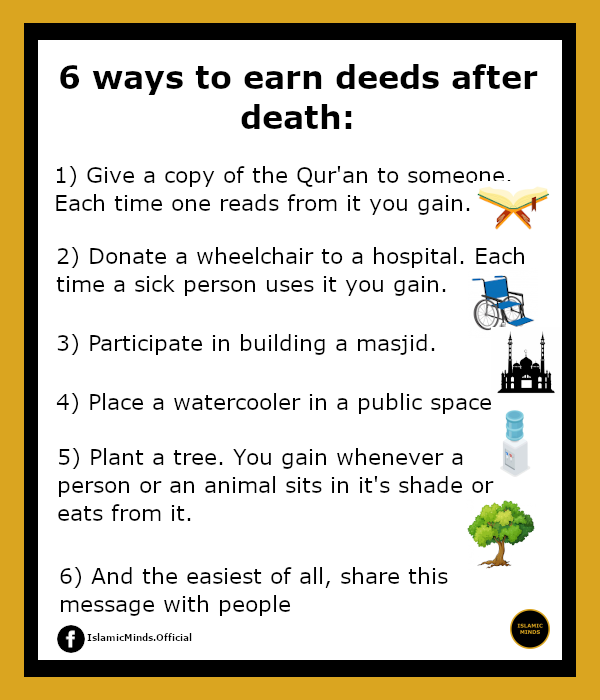 6 ways to earn deeds after
death:
1) Give a copy of the Qur'an to someone.
Each time one reads from it you gain.
2) Donate a wheelchair to a hospital. Each
time a sick person uses it you gain.
3) Participate in building a masjid.
4) Place a watercooler in a public space
5) Plant a tree. You gain whenever a
person or an animal sits in it's shade or
eats from it.
6) And the easiest of all, share this
message with people
f IslamicMinds.Official
ISLAMIC
MINDS